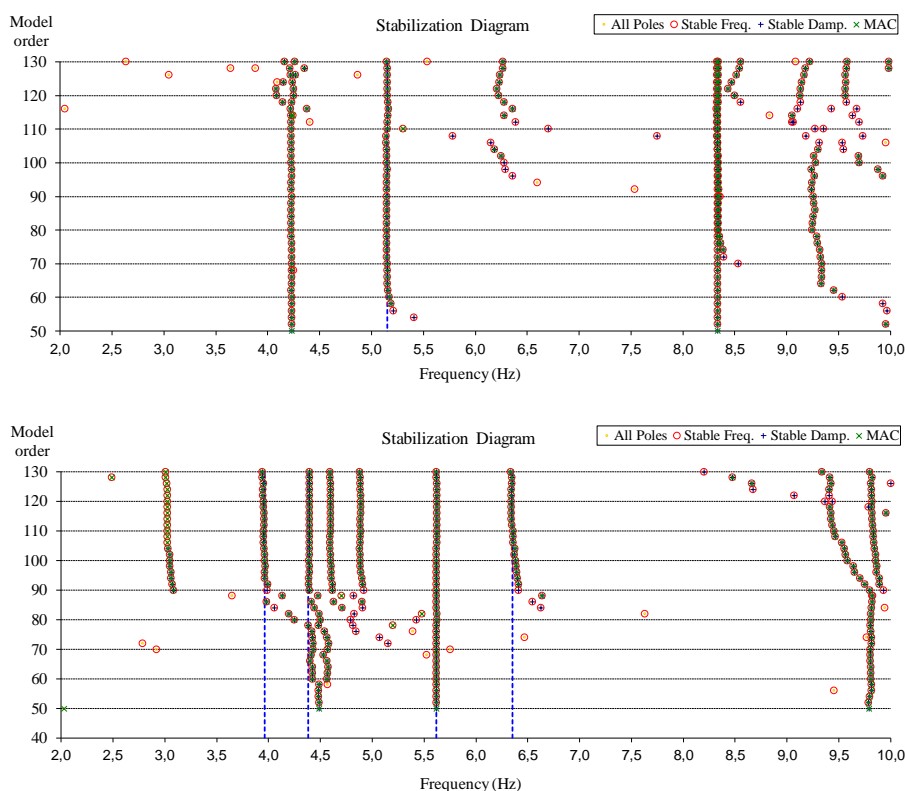 Model
order
Stabilization Diagram
All Poles Stable Freq. Stable Damp. MAC
130
120
110
100
90
80
70
60
50
2,0 2,5 3,0 3,5 4,0 4,5 5,0 5,5 6,0 6,5 7,0 7,5 8,0 8,5 9,0 9,5 10,0
Frequency (Hz)
Model
order
Stabilization Diagram
All Poles Stable Freq. Stable Damp. MAC
130
120
110
100
90
80
70
60
50
40
2,0 2,5 3,0 3,5 4,0 4,5 5,0 5,5 6,0 6,5 7,0 7,5 8,0 8,5 9,0 9,5 10,0
Frequency (Hz)